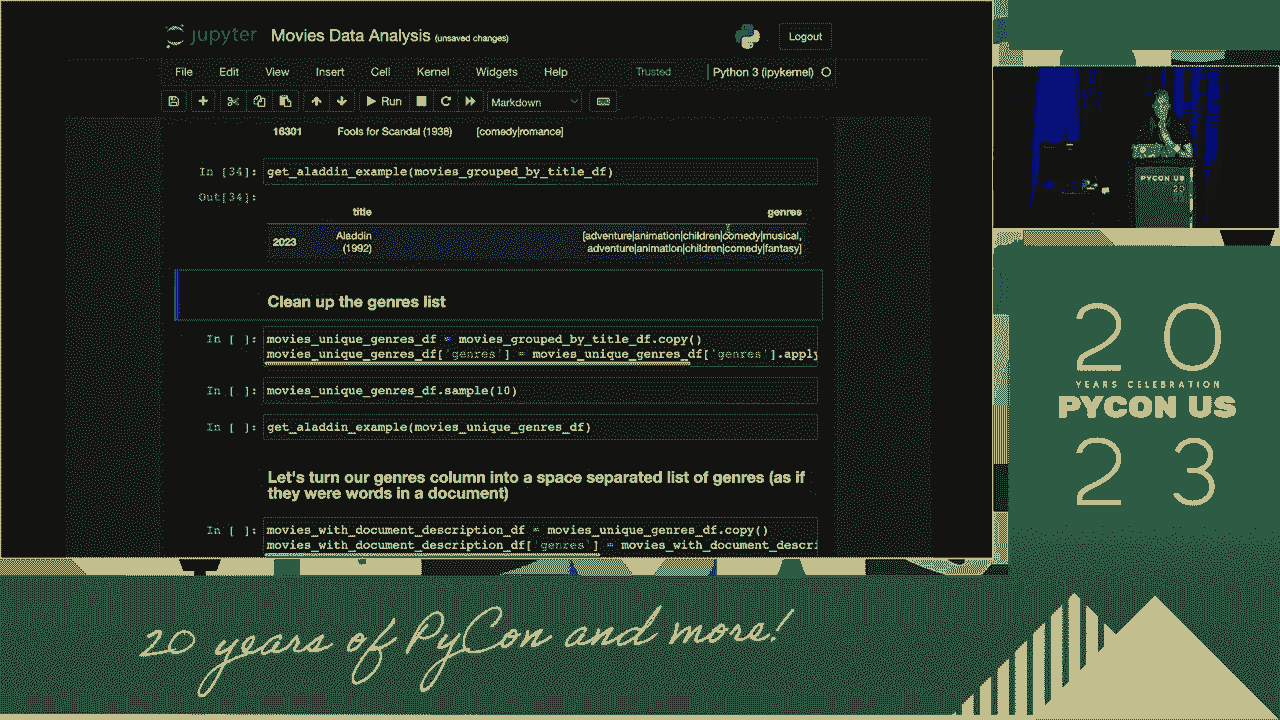 jupyter Movies Data Analysis (unsaved changes) Logout
File Edit View Insert Cell Kernel Widgets Help Trusted Python 3 (ipykernel)
Run Markdown
16301 Fools for Scandal (1938) [comedy|romance]
In [34]: get_aladdin_example(movies_grouped_by_title_df)
Out[34]:
title genres
2023 Aladdin (1992) [adventure|animation|children|comedy|musical,
adventure|animation|children|comedy|fantasy]
Clean up the genres list
In [ ]: movies_unique_genres_df = movies_grouped_by_title_df.copy()
movies_unique_genres_df['genres'] = movies_unique_genres_df['genres'].apply
In [ ]: movies_unique_genres_df.sample(10)
In [ ]: get_aladdin_example(movies_unique_genres_df)
Let's turn our genres column into a space separated list of genres (as if
they were words in a document)
In [ ]: movies_with_document_description_df = movies_unique_genres_df.copy()
movies_with_document_description_df['genres'] = movies_with_document_descri
PYCON US
20
23
20
YEARS CELEBRATION
PYCON US
23
20 years of PyCon and more!